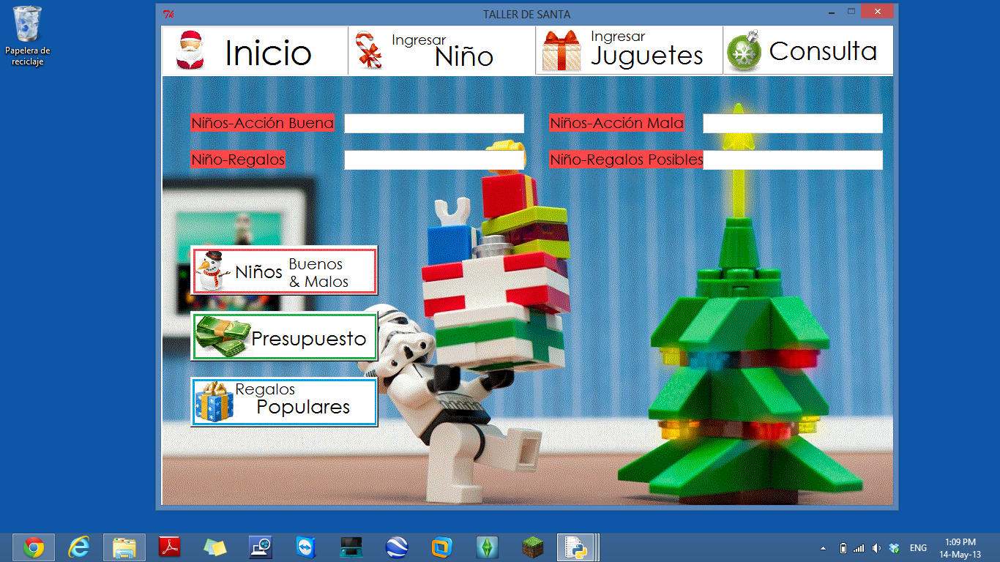 Papelera de
reciclaje
TALLER DE SANTA
Inicio
Ingresar
Niño
Ingresar
Juguetes
Consulta
Niños-Acción Buena
Niños-Acción Mala
Niño-Regalos
Niño-Regalos Posibles
Niños
Buenos
& Malos
Presupuesto
Regalos
Populares
ENG
1:09 PM
14-May-13